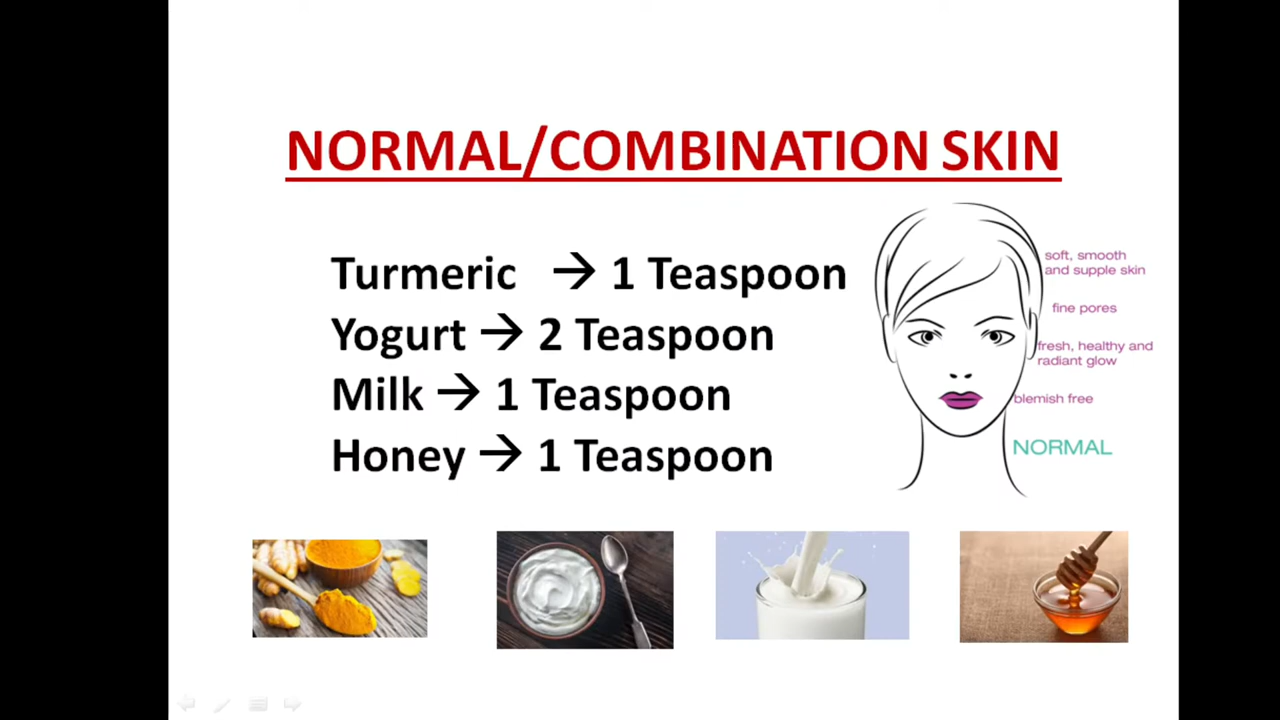 NORMAL/COMBINATION SKIN
Turmeric → 1 Teaspoon
Yogurt → 2 Teaspoon
Milk → 1 Teaspoon
Honey → 1 Teaspoon
soft, smooth
and supple skin
fine pores
fresh, healthy and
radiant glow
blemish free
NORMAL